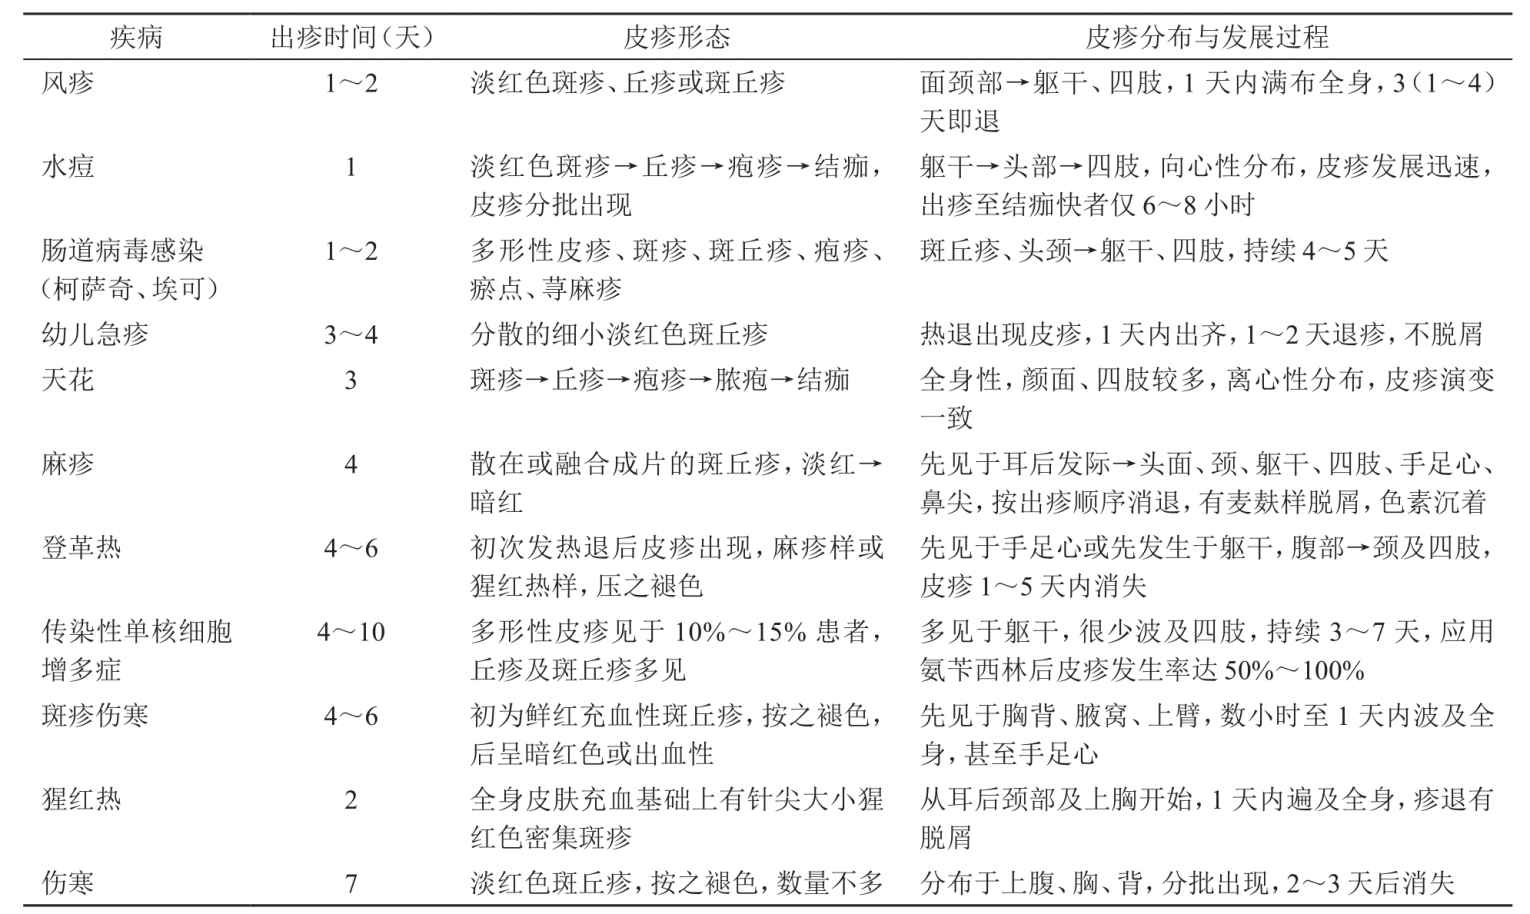 疾病 出疹时间(天) 皮疹形态 皮疹分布与发展过程
风疹 1～2 淡红色斑疹、丘疹或斑丘疹 面颈部→躯干、四肢，1 天内满布全身，3(1～4)
天即退
水痘 1 淡红色斑疹→丘疹→疱疹→结痂， 躯干→头部→四肢，向心性分布，皮疹发展迅速，
皮疹分批出现 出疹至结痂快者仅 6～8 小时
肠道病毒感染 1～2 多形性皮疹、斑疹、斑丘疹、疱疹、 斑丘疹、头颈→躯干、四肢，持续 4～5 天
(柯萨奇、埃可) 瘀点、荨麻疹
幼儿急疹 3～4 分散的细小淡红色斑丘疹 热退出现皮疹，1 天内出齐，1～2 天退疹，不脱屑
天花 3 斑疹→丘疹→疱疹→脓疱→结痂 全身性，颜面、四肢较多，离心性分布，皮疹演变
一致
麻疹 4 散在或融合成片的斑丘疹，淡红→ 先见于耳后发际→头面、颈、躯干、四肢、手足心、
暗红 鼻尖，按出疹顺序消退，有麦麸样脱屑，色素沉着
登革热 4～6 初次发热退后皮疹出现，麻疹样或 先见于手足心或先发生于躯干，腹部→颈及四肢，
猩红热样，压之褪色 皮疹 1～5 天内消失
传染性单核细胞 4～10 多形性皮疹见于 10%～15% 患者， 多见于躯干，很少波及四肢，持续 3～7 天，应用
增多症 丘疹及斑丘疹多见 氨苄西林后皮疹发生率达 50%～100%
斑疹伤寒 4～6 初为鲜红充血性斑丘疹，按之褪色， 先见于胸背、腋窝、上臂，数小时至 1 天内波及全
后呈暗红色或出血性 身，甚至手足心
猩红热 2 全身皮肤充血基础上有针尖大小猩 从耳后颈部及上胸开始，1 天内遍及全身，疹退有
红色密集斑疹 脱屑
伤寒 7 淡红色斑丘疹，按之褪色，数量不多 分布于上腹、胸、背，分批出现，2～3 天后消失